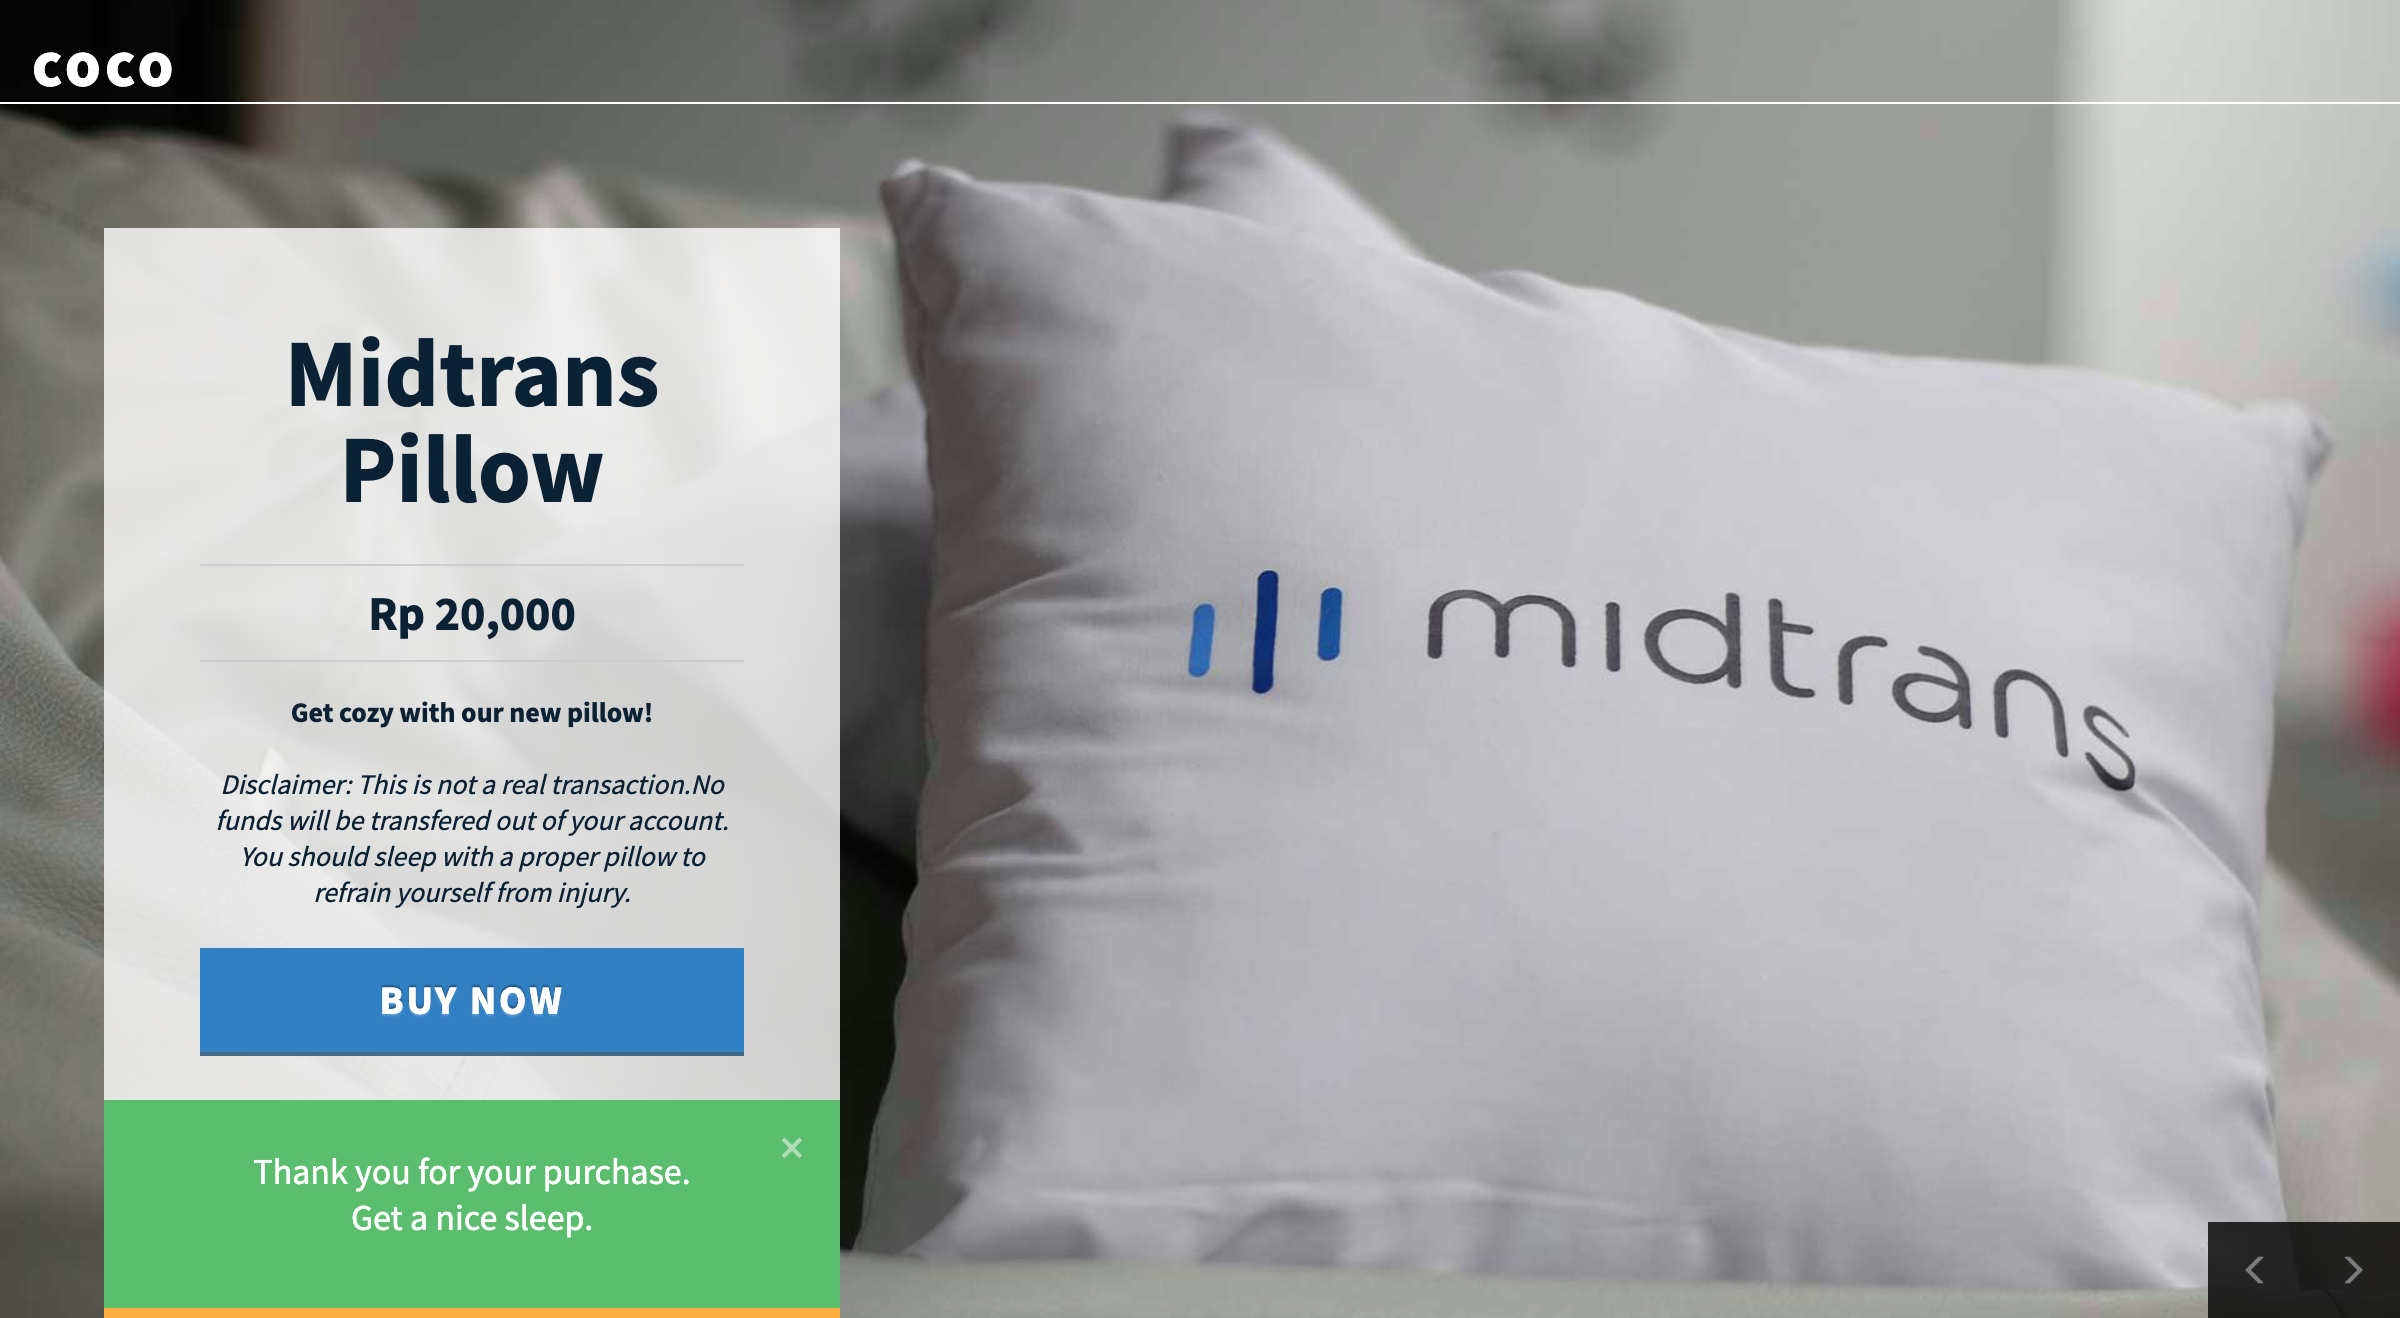 coco
Midtrans
Pillow
Rp 20,000
Get cozy with our new pillow!
Disclaimer: This is not a real transaction.No
funds will be transfered out of your account.
You should sleep with a proper pillow to
refrain yourself from injury.
BUY NOW
Thank you for your purchase.
Get a nice sleep.
midtrans